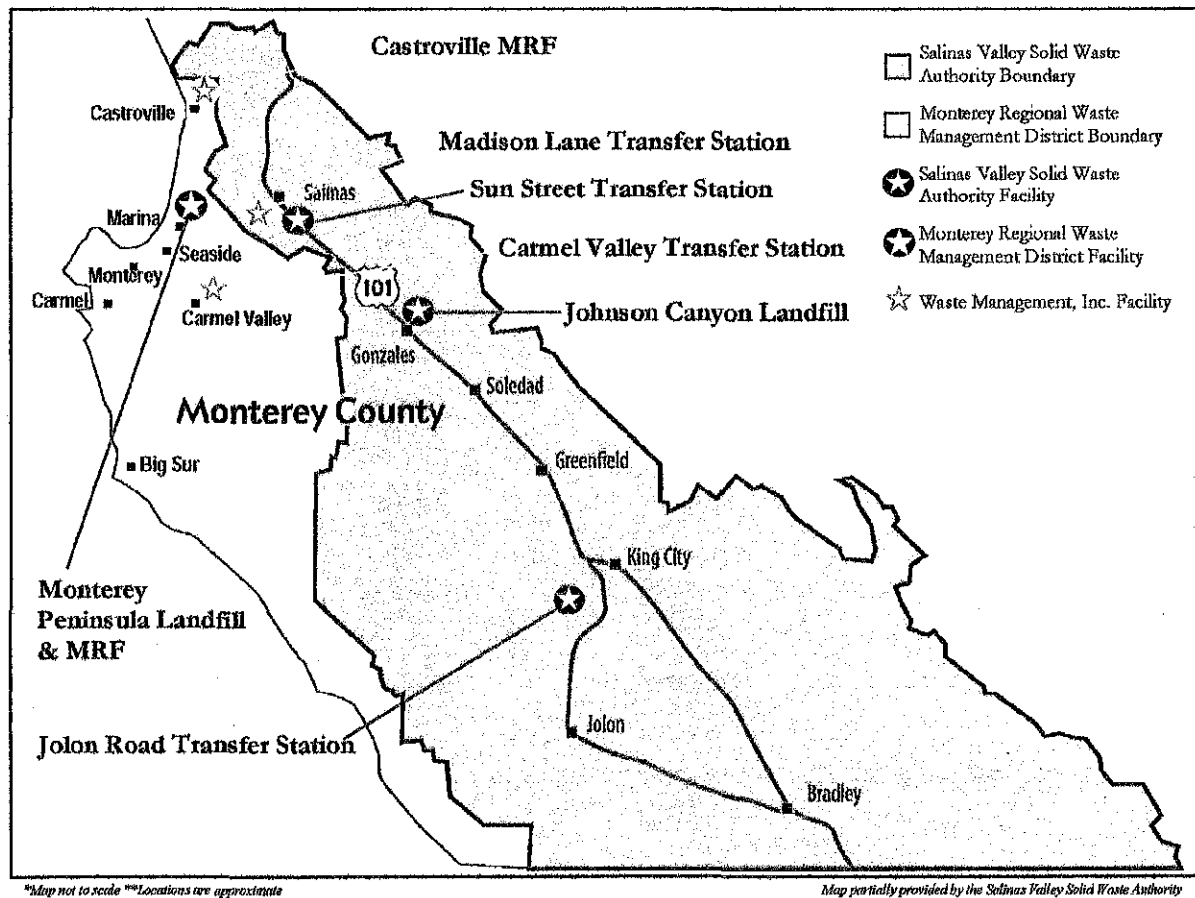 Castroville MRF
Salinas Valley Solid Waste
Authority Boundary
Castroville
Monterey Regional Waste
Management District Boundary
Madison Lane Transfer Station
Salinas
Sun Street Transfer Station
Salinas Valley Solid Waste
Authority Facility
Marina
Seaside
Carmel Valley Transfer Station
Monterey Regional Waste
Management District Facility
Monterey
Carmel
Carmel Valley
101
Johnson Canyon Landfill
Waste Management, Inc. Facility
Gonzales
Soledad
Monterey County
Greenfield
Big Sur
King City
Monterey
Peninsula Landfill
& MRF
Jolon
Jolon Road Transfer Station
Bradley
*Map not to scale **Locations are approximate
Map partially provided by the Salinas Valley Solid Waste Authority